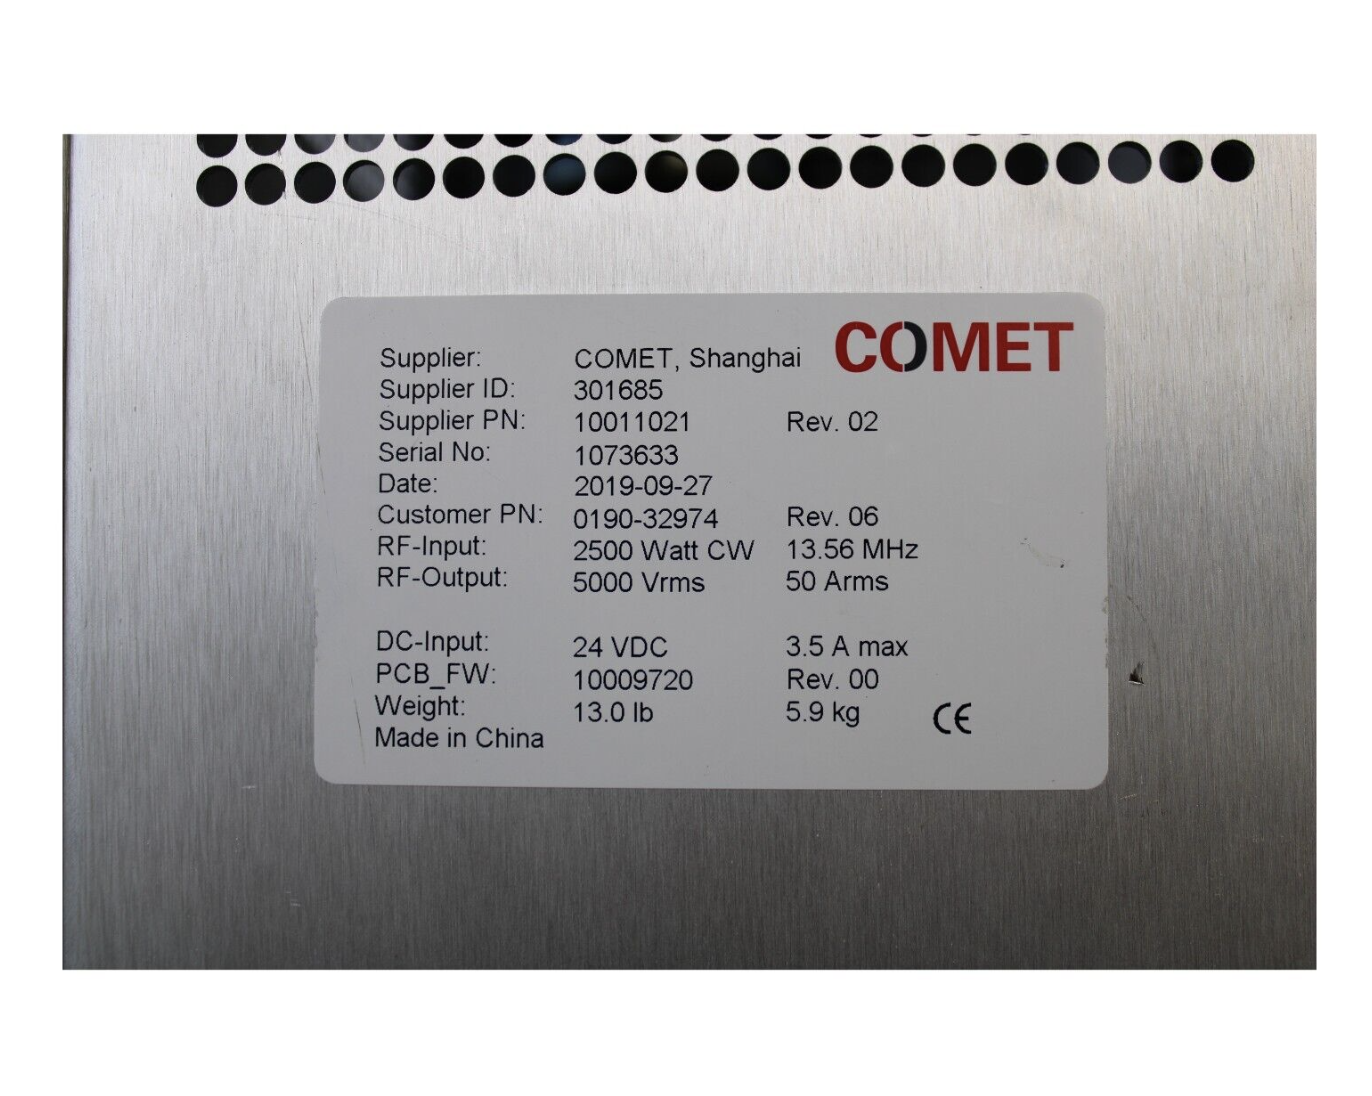 COMET
Supplier: COMET, Shanghai
Supplier ID: 301685
Supplier PN: 10011021 Rev. 02
Serial No: 1073633
Date: 2019-09-27
Customer PN: 0190-32974 Rev. 06
RF-Input: 2500 Watt CW 13.56 MHz
RF-Output: 5000 Vrms 50 Arms
DC-Input: 24 VDC 3.5 A max
PCB_FW: 10009720 Rev. 00
Weight: 13.0 lb 5.9 kg CE
Made in China